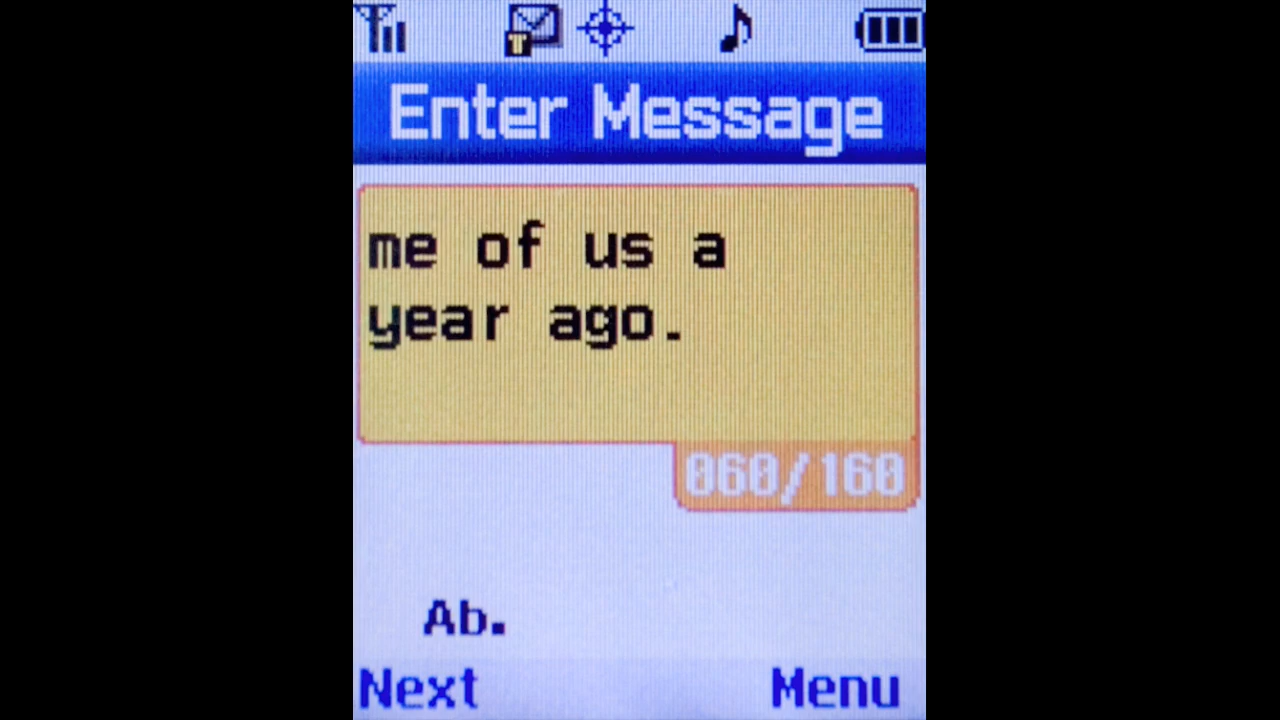 Enter Message
me of us a
year ago.
060/160
Ab.
Next Menu